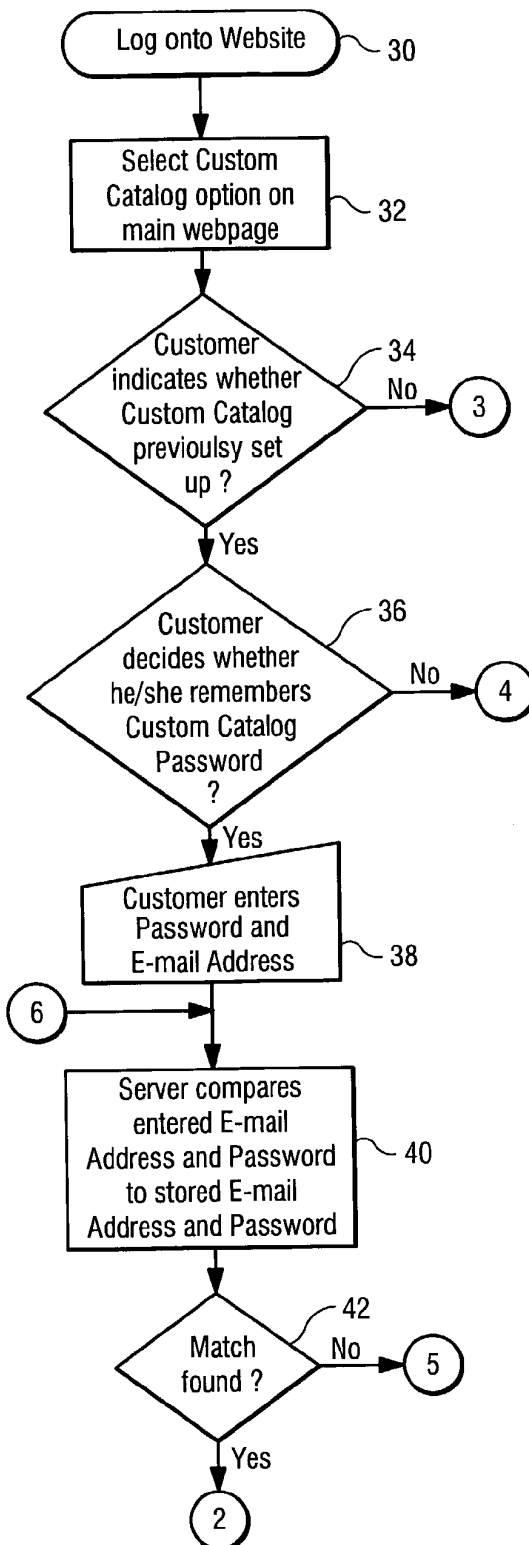 Log onto Website
30
Select Custom
Catalog option on
main webpage
32
Customer
indicates whether
Custom Catalog
previoulsy set
up ?
34
No
3
Yes
Customer
decides whether
he/she remembers
Custom Catalog
Password
?
36
No
4
Yes
Customer enters
Password and
E-mail Address
38
6
Server compares
entered E-mail
Address and Password
to stored E-mail
Address and Password
40
Match
found ?
42
No
5
Yes
2